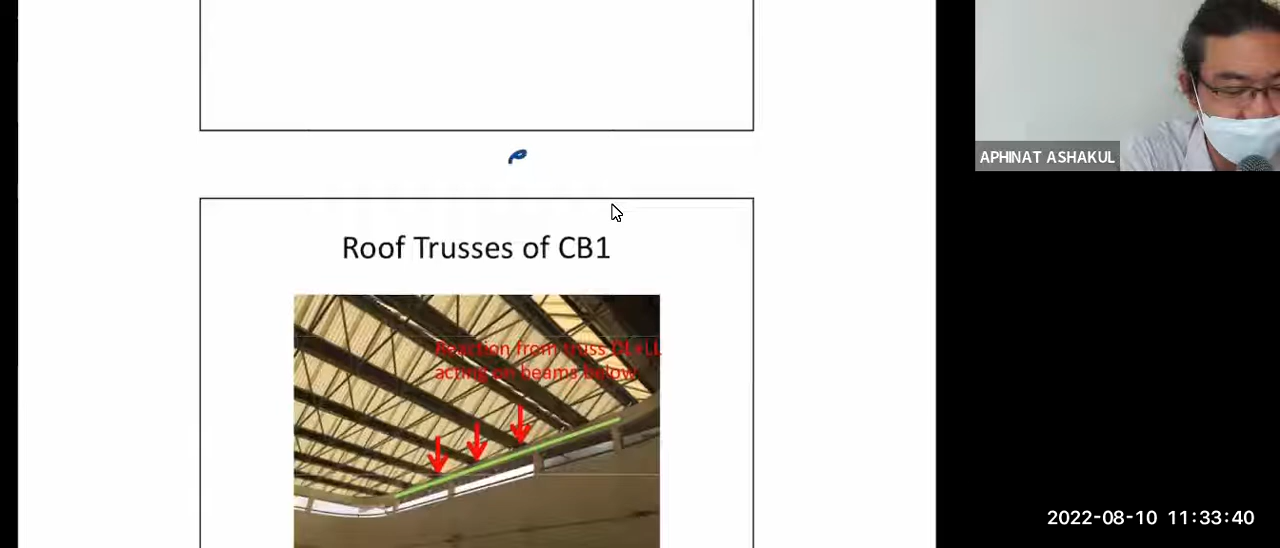 APHINAT ASHAKUL
Roof Trusses of CB1
Reaction from truss DL+LL
acting on beams below
2022-08-10 11:33:40